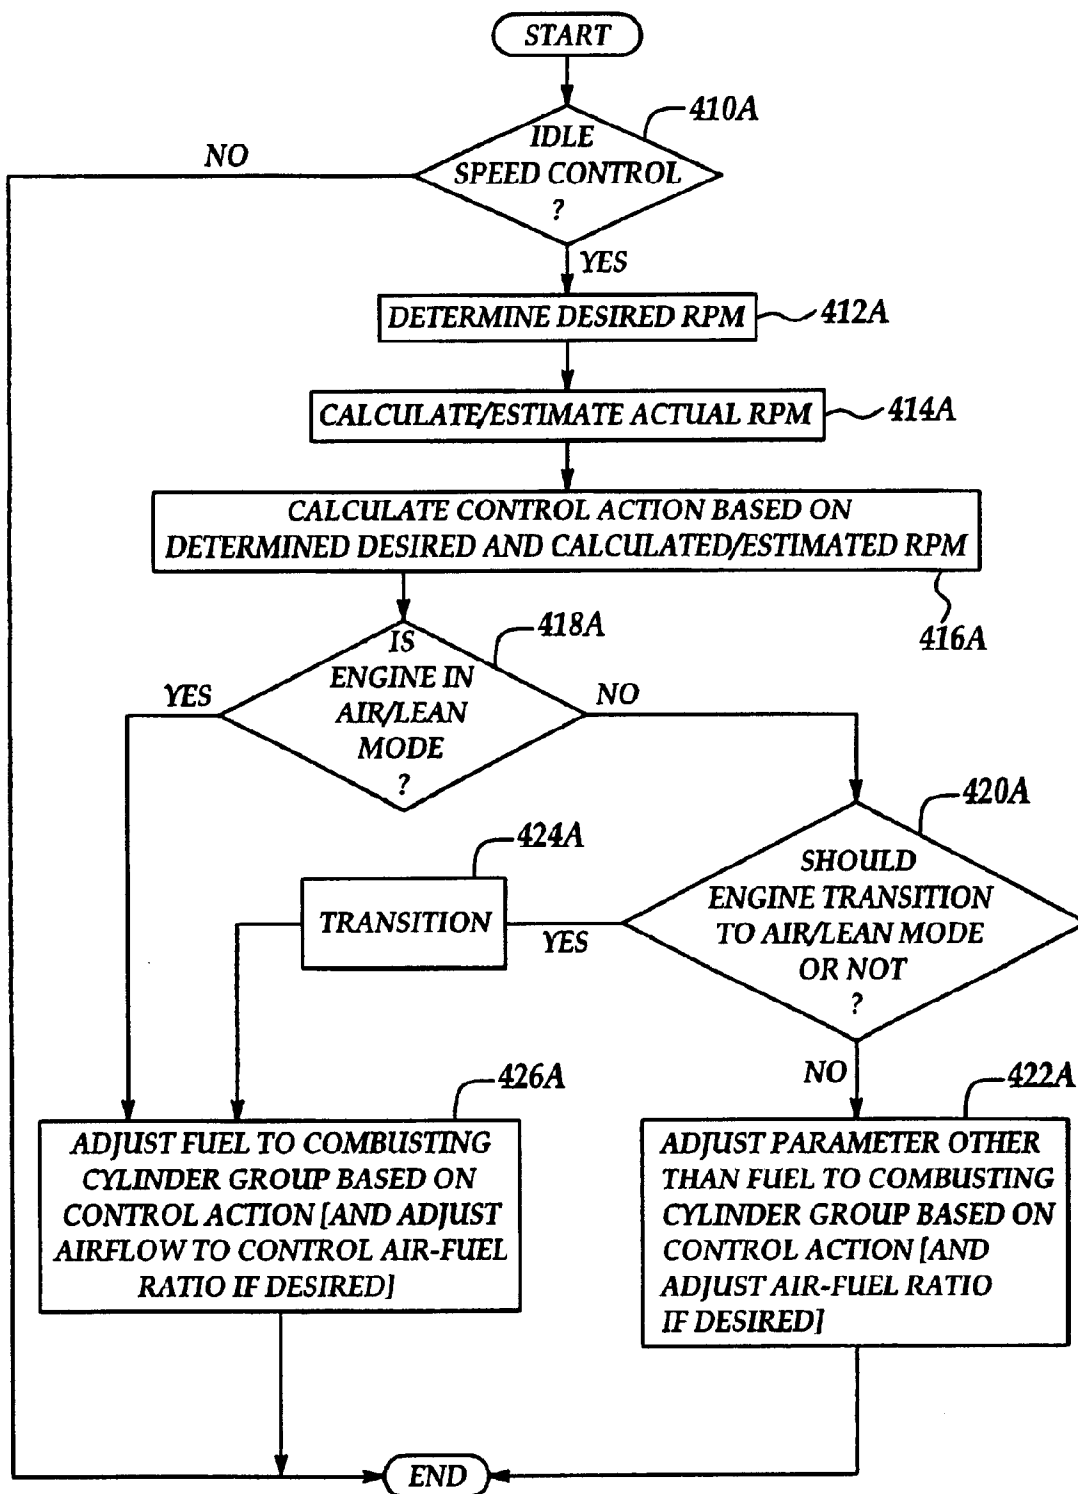 START
410A
IDLE
SPEED CONTROL
?
NO
YES
DETERMINE DESIRED RPM
412A
CALCULATE/ESTIMATE ACTUAL RPM
414A
CALCULATE CONTROL ACTION BASED ON
DETERMINED DESIRED AND CALCULATED/ESTIMATED RPM
416A
418A
IS
ENGINE IN
AIR/LEAN
MODE
?
YES
NO
420A
SHOULD
ENGINE TRANSITION
TO AIR/LEAN MODE
OR NOT
?
424A
TRANSITION
YES
NO
426A
ADJUST FUEL TO COMBUSTING
CYLINDER GROUP BASED ON
CONTROL ACTION [AND ADJUST
AIRFLOW TO CONTROL AIR-FUEL
RATIO IF DESIRED]
422A
ADJUST PARAMETER OTHER
THAN FUEL TO COMBUSTING
CYLINDER GROUP BASED ON
CONTROL ACTION [AND
ADJUST AIR-FUEL RATIO
IF DESIRED]
END